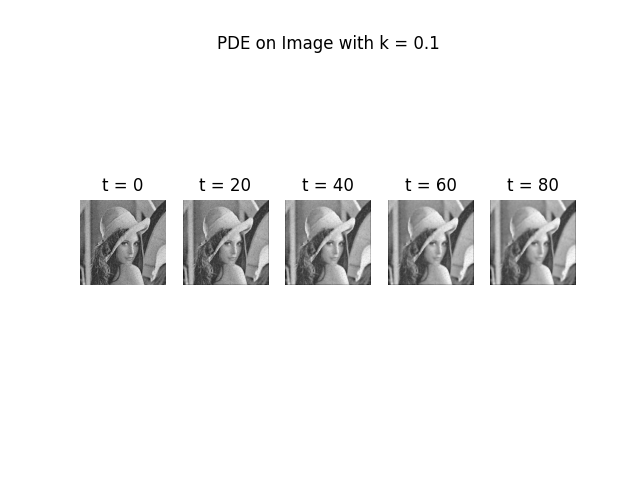 PDE on Image with k = 0.1
t = 0 t = 20 t = 40 t = 60 t = 80